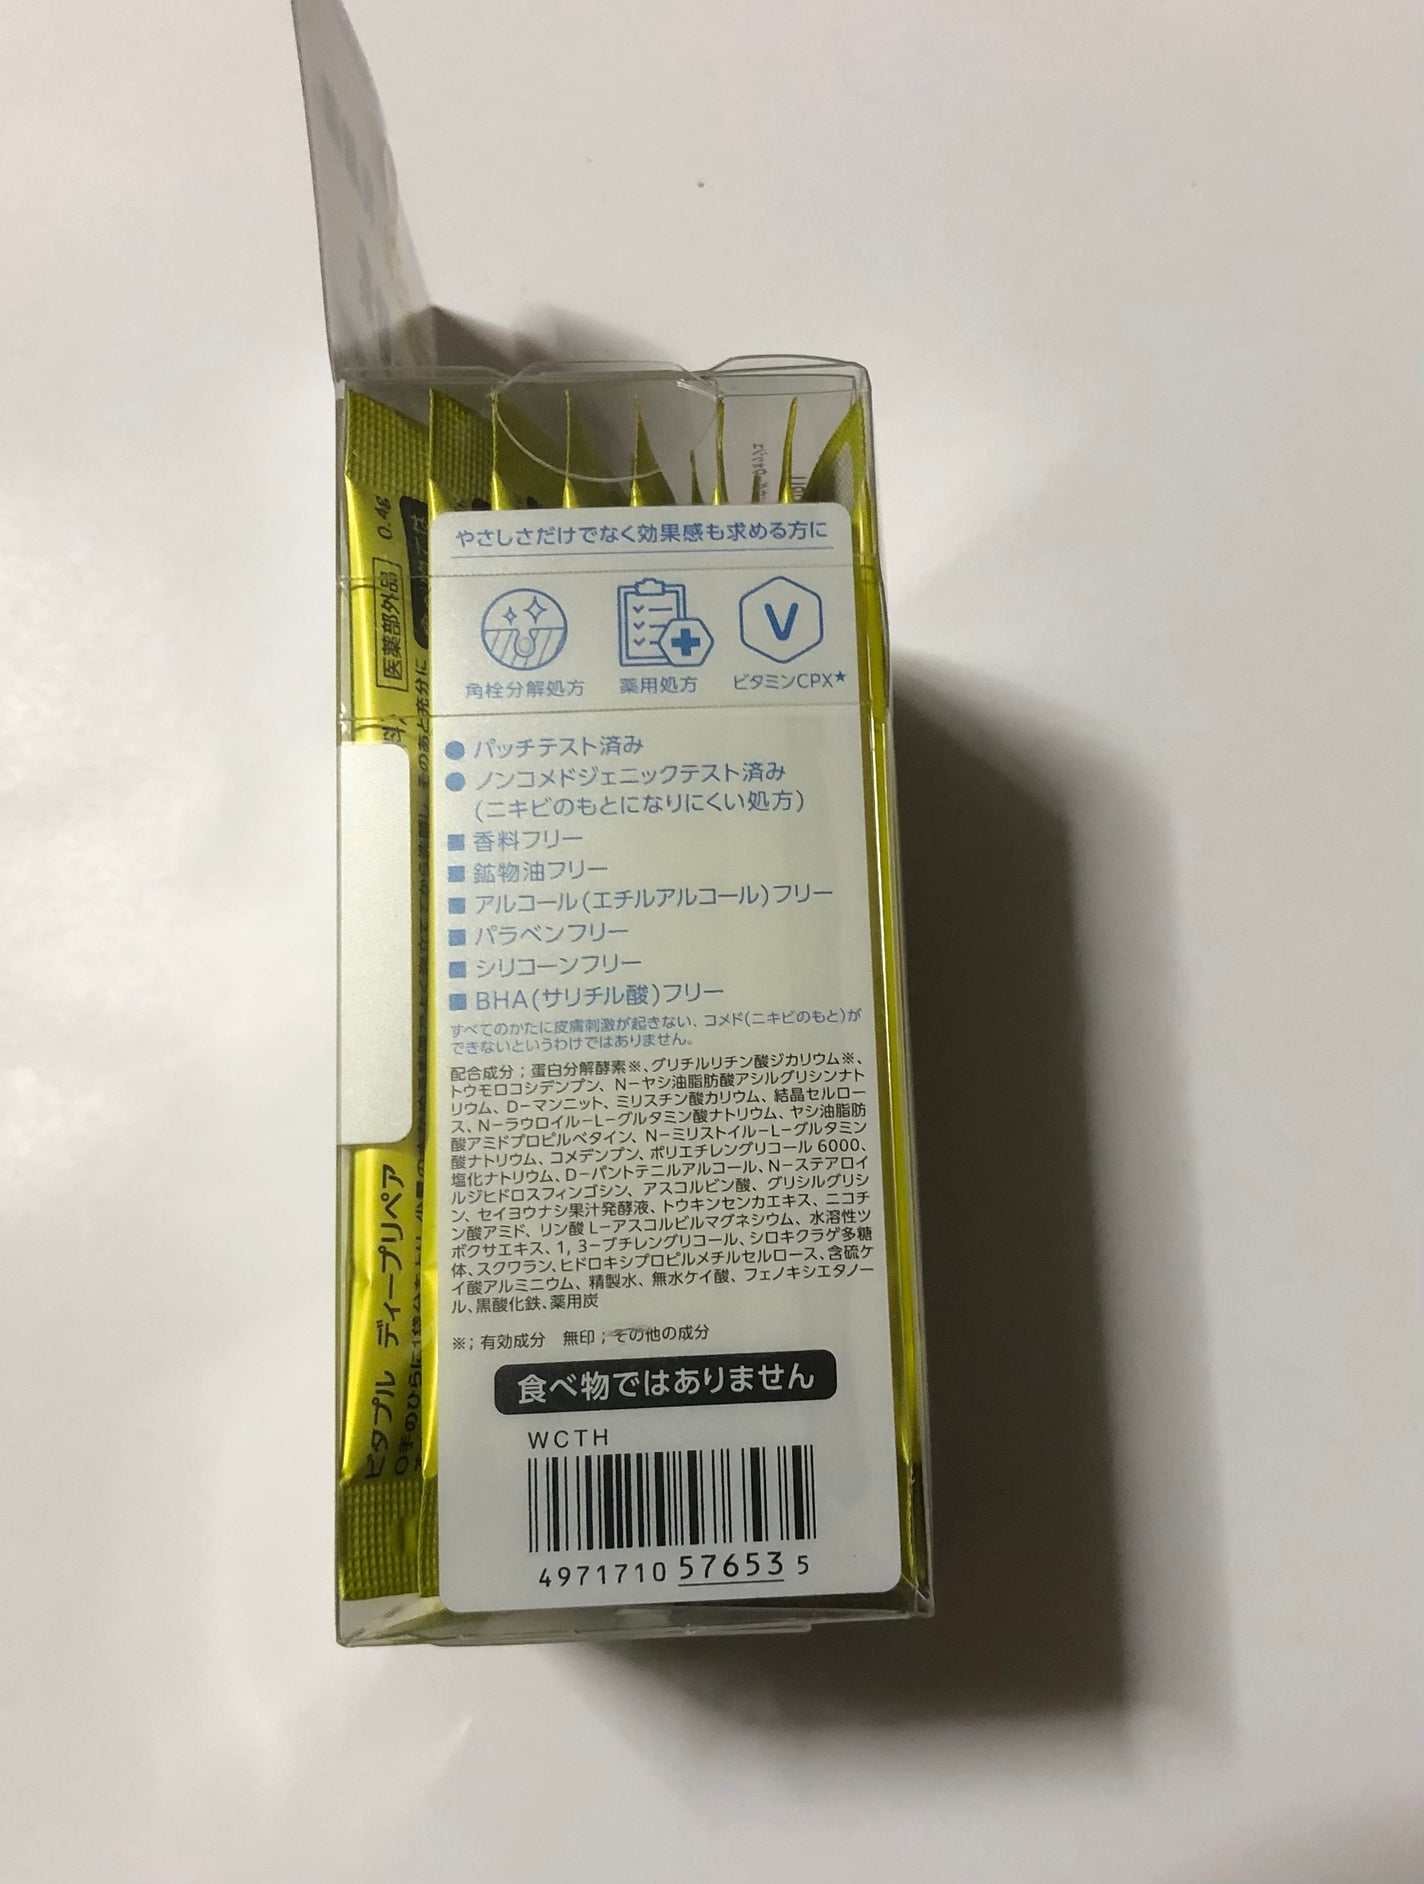 やさしさだけでなく効果感も求める方に
角栓分解処方
薬用処方
ビタミンCPX★
● パッチテスト済み
● ノンコメドジェニックテスト済み
(ニキビのもとになりにくい処方)
■ 香料フリー
■ 鉱物油フリー
■ アルコール(エチルアルコール)フリー
■ パラベンフリー
■ シリコーンフリー
■ BHA(サリチル酸)フリー
すべてのかたに皮膚刺激が起きない、コメド(ニキビのもと)が
できないというわけではありません。
配合成分;蛋白分解酵素※、グリチルリチン酸ジカリウム※、
トウモロコシデンプン、N−ヤシ油脂肪酸アシルグリシンナト
リウム、D−マンニット、ミリスチン酸カリウム、結晶セルロー
ス、N−ラウロイル−L−グルタミン酸ナトリウム、ヤシ油脂肪
酸アミドプロピルベタイン、N−ミリストイル−L−グルタミン
酸ナトリウム、コメデンプン、ポリエチレングリコール6000、
塩化ナトリウム、D−パントテニルアルコール、N−ステアロイ
ルジヒドロスフィンゴシン、アスコルビン酸、グリシルグリシ
ン、セイヨウナシ果汁発酵液、トウキンセンカエキス、ニコチ
ン酸アミド、リン酸L−アスコルビルマグネシウム、水溶性ツ
ボクサエキス、1,3−ブチレングリコール、シロキクラゲ多糖
体、スクワラン、ヒドロキシプロピルメチルセルロース、含硫ケ
イ酸アルミニウム、精製水、無水ケイ酸、フェノキシエタノー
ル、黒酸化鉄、薬用炭
※;有効成分 無印;その他の成分
食べ物ではありません
WCTH
4971710 57653 5
ビタプル ディープリペア
医薬部外品 0.4g